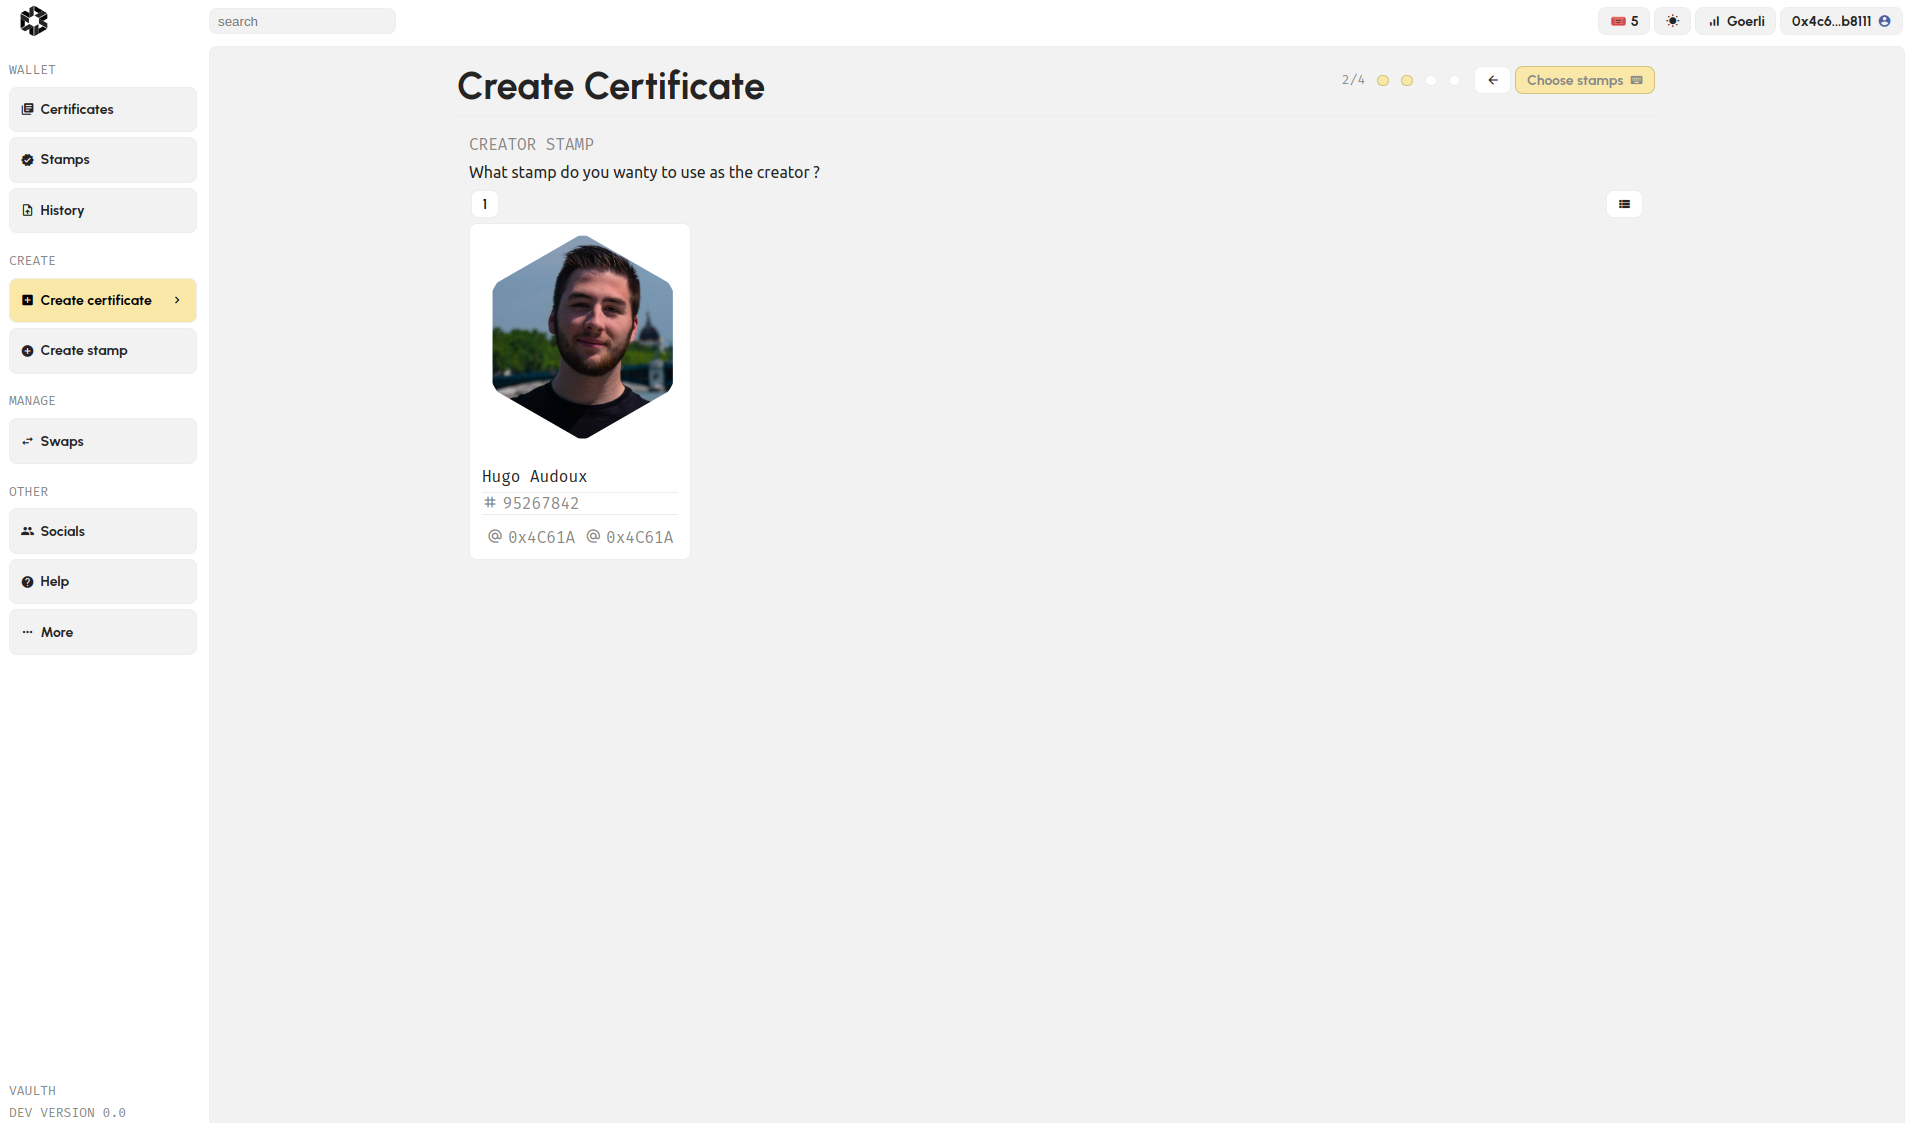 search
5
Goerli
0x4c6...b8111
WALLET
Certificates
Stamps
History
CREATE
Create certificate
Create stamp
MANAGE
Swaps
OTHER
Socials
Help
More
VAULTH
DEV VERSION 0.0
Create Certificate
2/4
Choose stamps
CREATOR STAMP
What stamp do you wanty to use as the creator ?
1
Hugo Audoux
# 95267842
@ 0x4C61A @ 0x4C61A